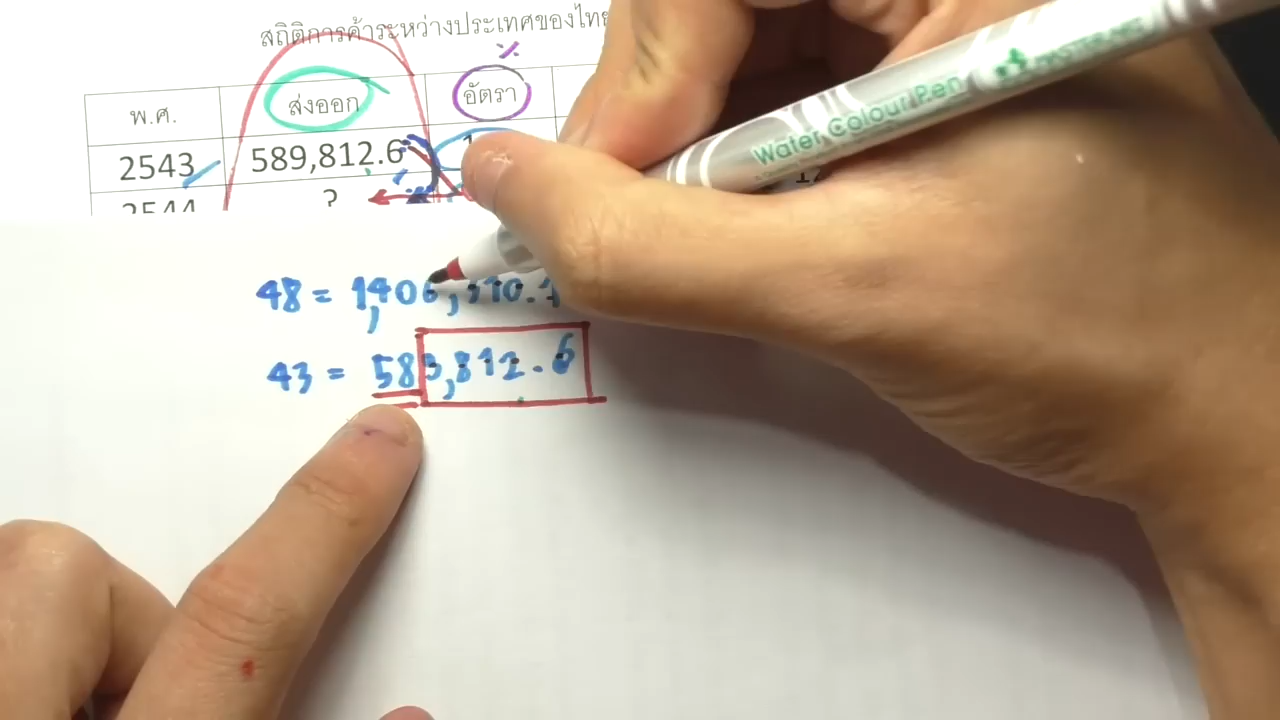 สถิติการค้าระหว่างประเทศของไทย
%
พ.ศ. ส่งออก อัตรา
2543 589,812.6
2544 ?
Water Colour Pen
48 = 1,406,
43 = 589,812.6